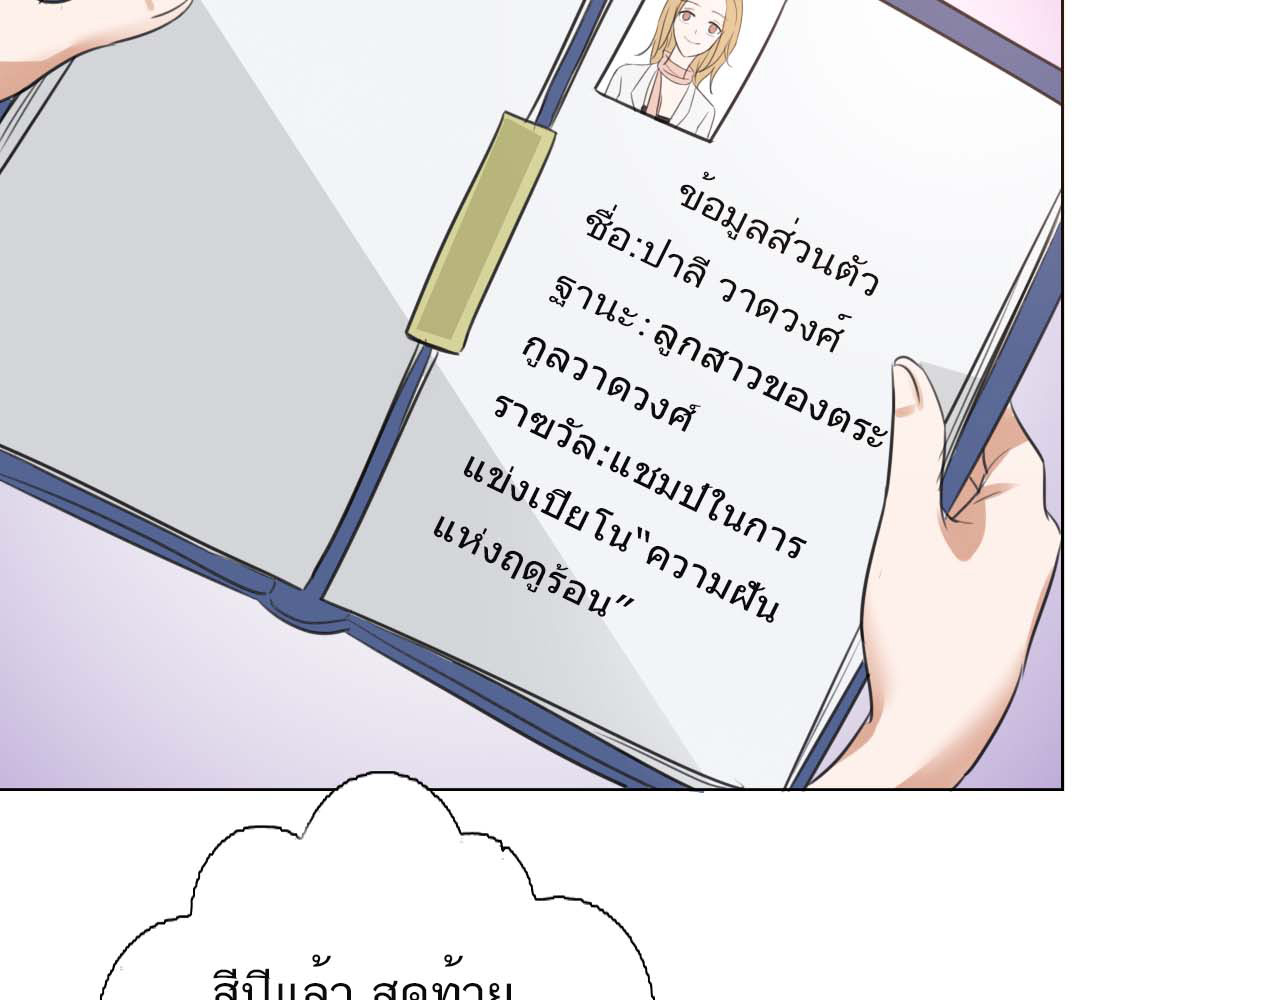 ข้อมูลส่วนตัว
ชื่อ:ปาลี วาดวงศ์
ฐานะ:ลูกสาวของตระ
กูลวาดวงศ์
ราฃวัล:แชมป์ในการ
แข่งเปียโน“ความฝัน
แห่งฤดูร้อน”
สี่ปีแล้ว สุดท้าย